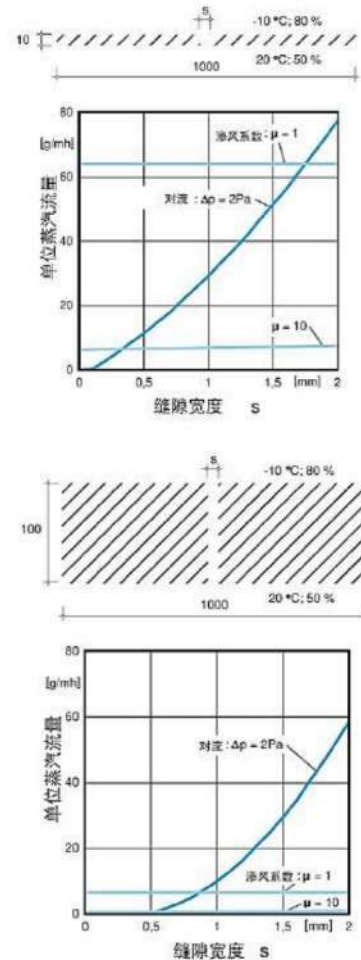 s
-10 °C; 80 %
10
20 °C; 50 %
1000
80
[g/mh]
渗风系数: μ = 1
60
对流: Δp = 2Pa
40
单位蒸汽流量
20
μ = 10
0
0 0,5 1 1,5 [mm] 2
缝隙宽度 s
s
-10 °C; 80 %
100
20 °C; 50 %
1000
80
[g/mh]
60
对流: Δp = 2Pa
40
单位蒸汽流量
20
渗风系数: μ = 1
μ = 10
0
0 0,5 1 1,5 [mm] 2
缝隙宽度 s